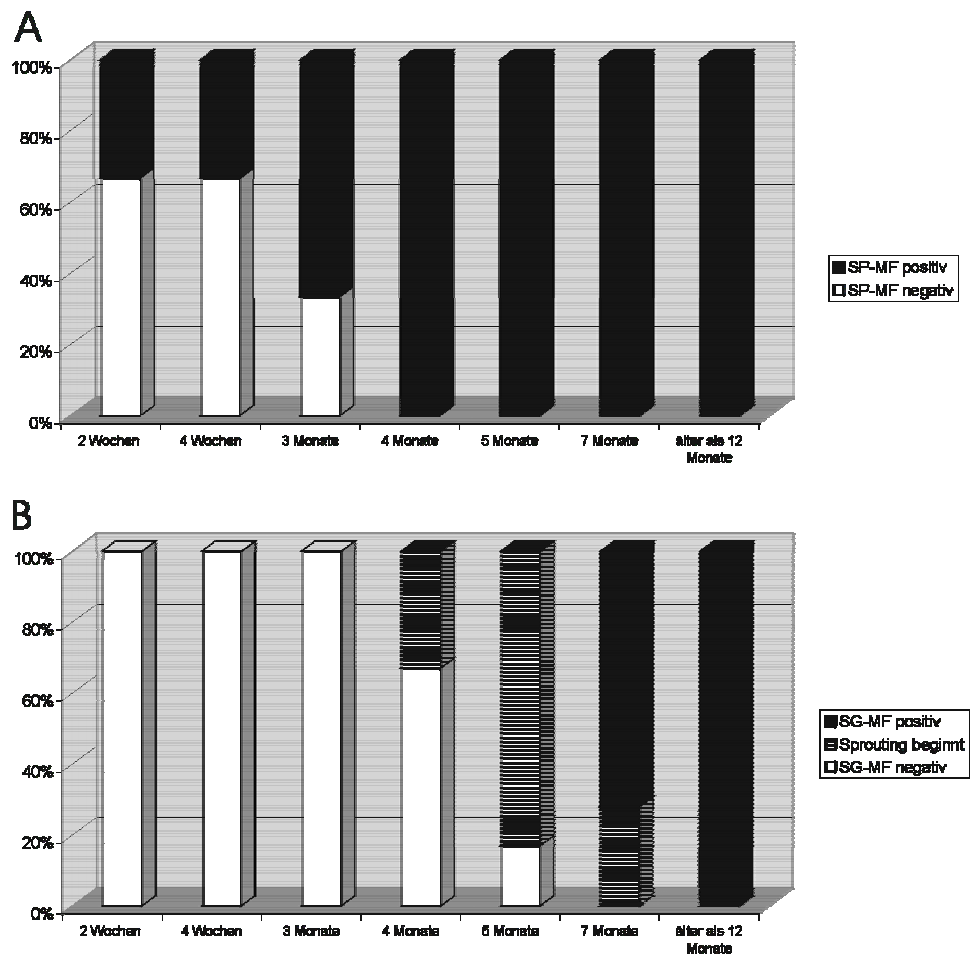 A
100%
80%
60%
40%
20%
0%
2 Wochen 4 Wochen 3 Monate 4 Monate 5 Monate 7 Monate älter als 12
Monate
SP-MF positiv
SP-MF negativ
B
100%
80%
60%
40%
20%
0%
2 Wochen 4 Wochen 3 Monate 4 Monate 5 Monate 7 Monate älter als 12
Monate
SG-MF positiv
Sprouting beginnt
SG-MF negativ